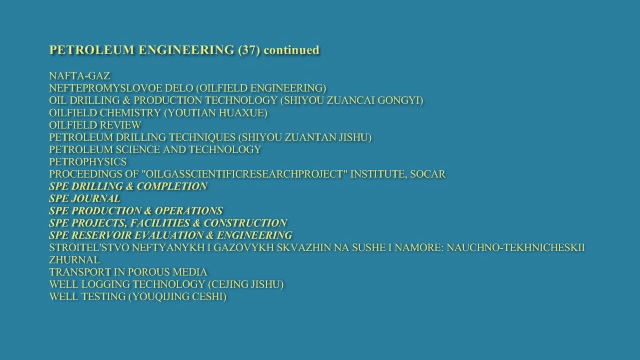 PETROLEUM ENGINEERING (37) continued
NAFTA-GAZ
NEFTEPROMYSLOVOE DELO (OILFIELD ENGINEERING)
OIL DRILLING & PRODUCTION TECHNOLOGY (SHIYOU ZUANCAI GONGYI)
OILFIELD CHEMISTRY (YOUTIAN HUAXUE)
OILFIELD REVIEW
PETROLEUM DRILLING TECHNIQUES (SHIYOU ZUANTAN JISHU)
PETROLEUM SCIENCE AND TECHNOLOGY
PETROPHYSICS
PROCEEDINGS OF "OILGASSCIENTIFICRESEARCHPROJECT" INSTITUTE, SOCAR
SPE DRILLING & COMPLETION
SPE JOURNAL
SPE PRODUCTION & OPERATIONS
SPE PROJECTS, FACILITIES & CONSTRUCTION
SPE RESERVOIR EVALUATION & ENGINEERING
STROITEL'STVO NEFTYANYKH I GAZOVYKH SKVAZHIN NA SUSHE I NAMORE: NAUCHNO-TEKHNICHESKII
ZHURNAL
TRANSPORT IN POROUS MEDIA
WELL LOGGING TECHNOLOGY (CEJING JISHU)
WELL TESTING (YOUQIJING CESHI)